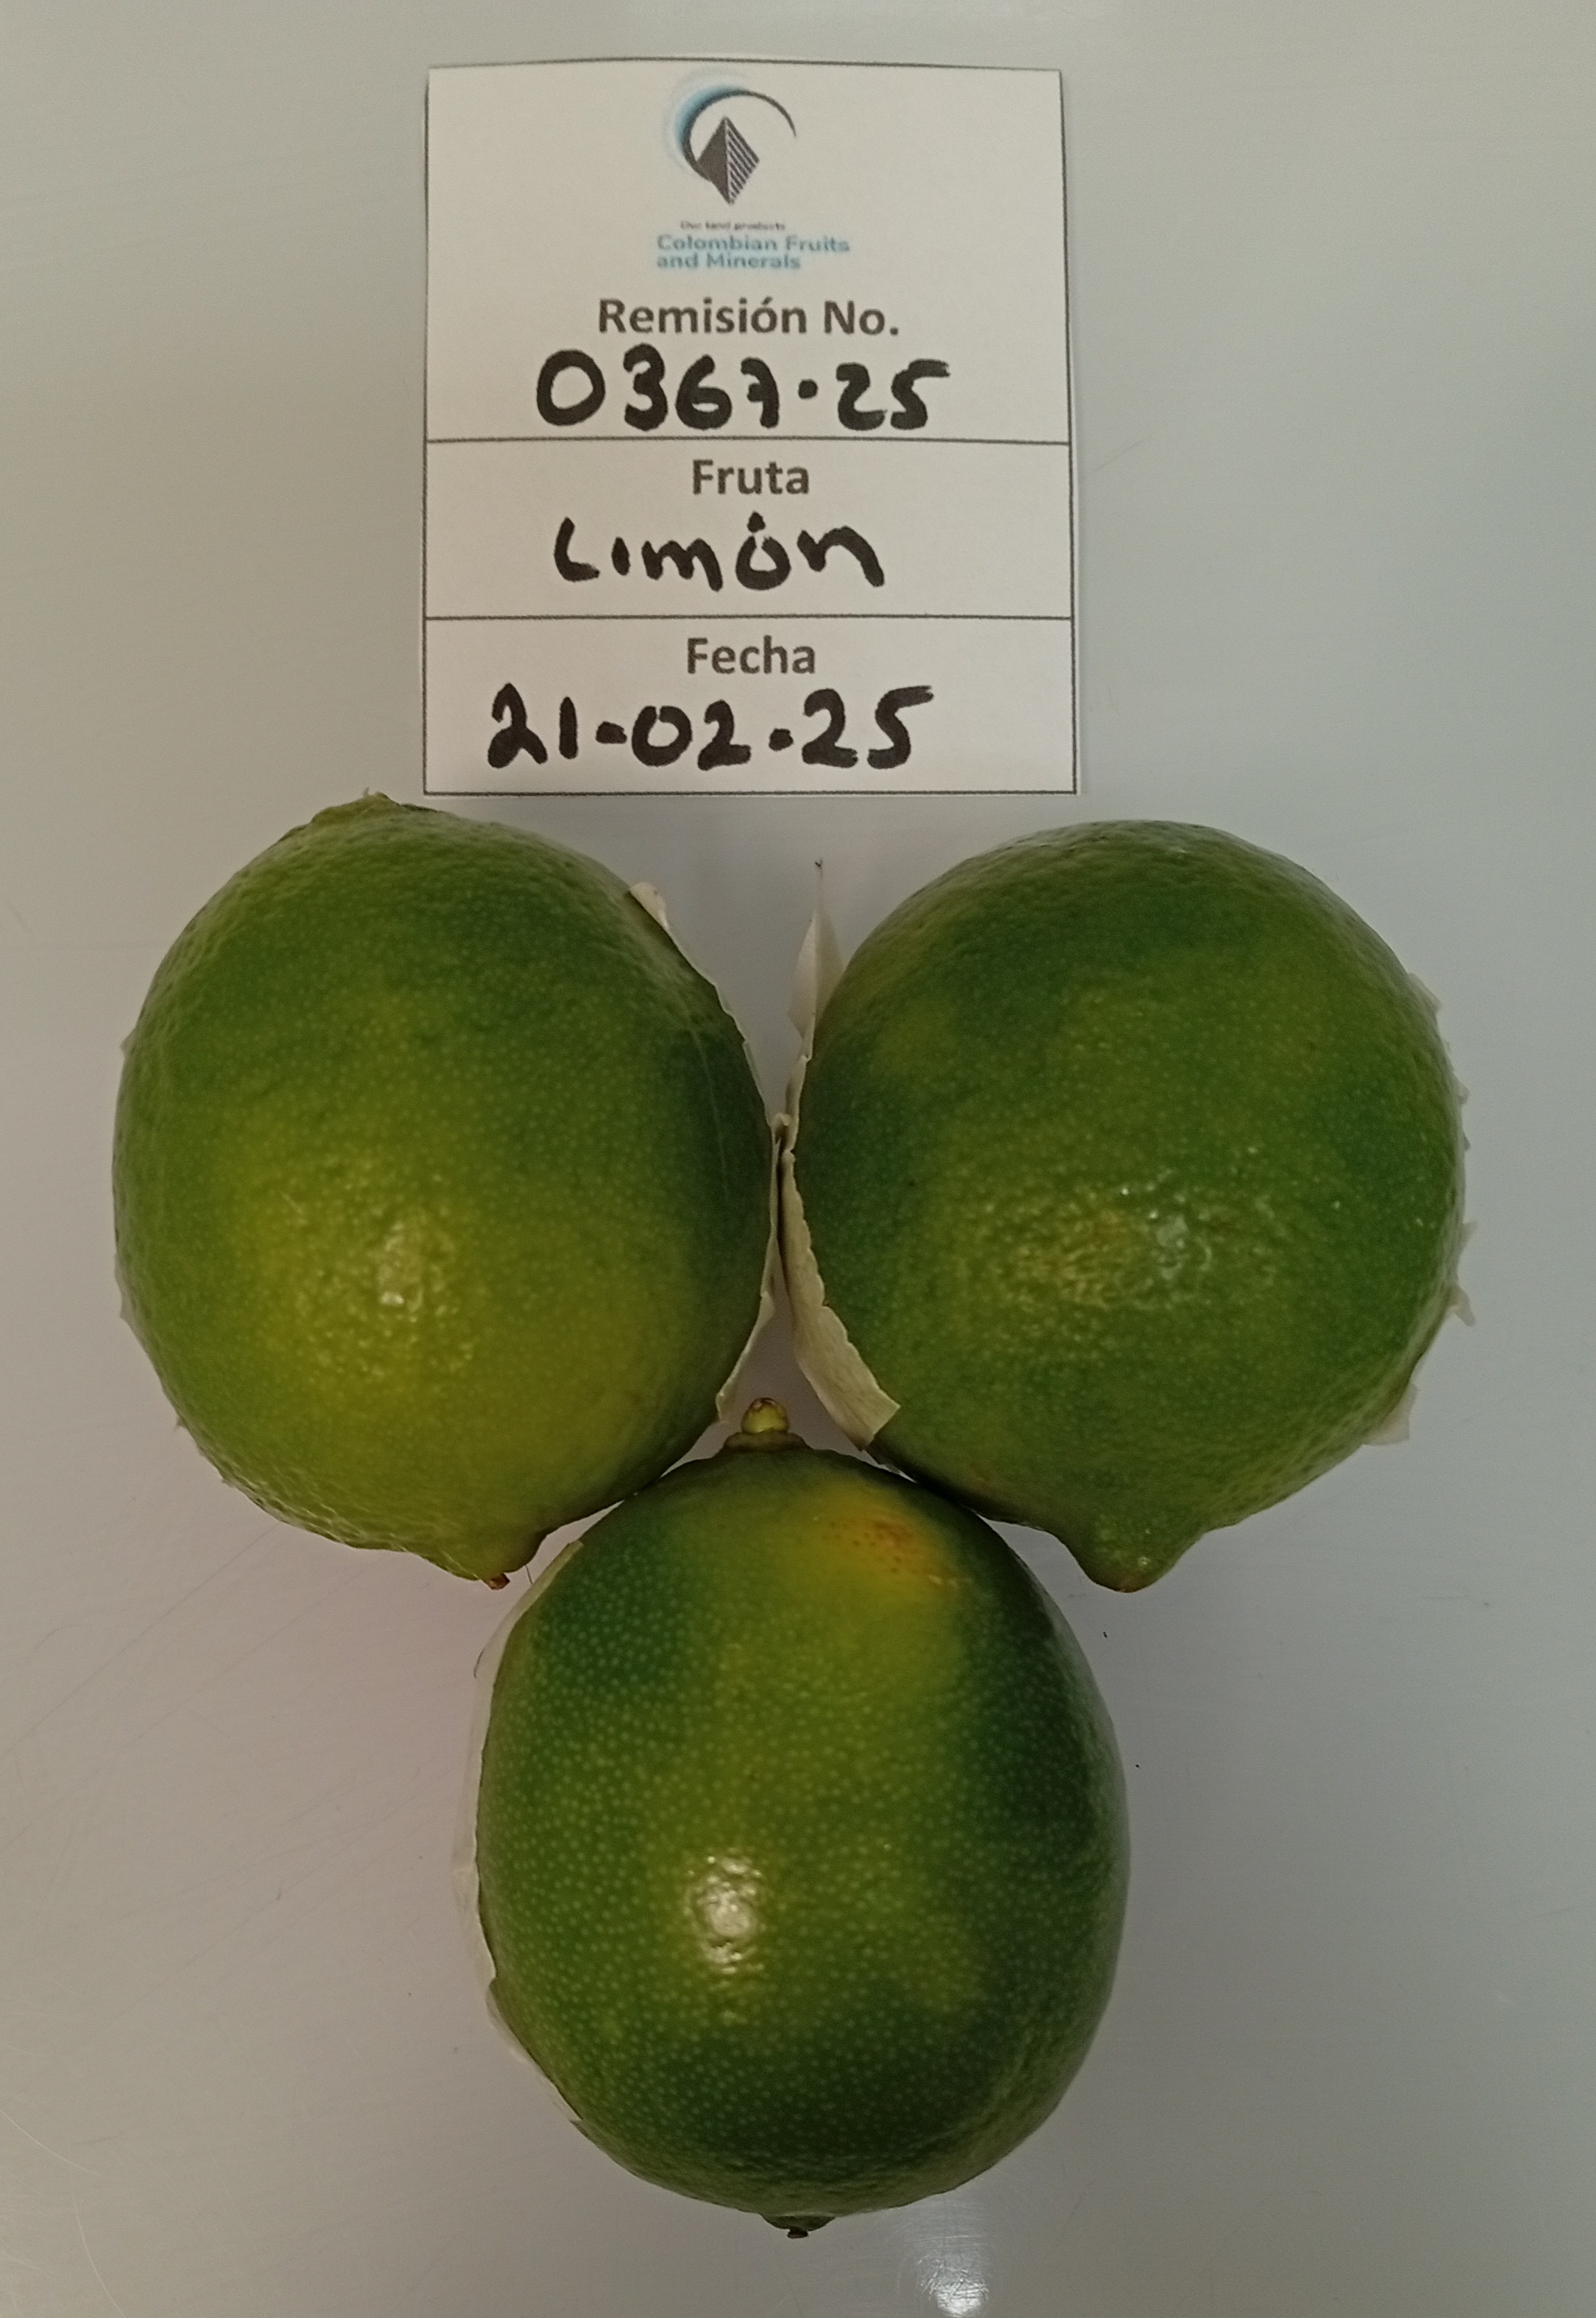 Our land products
Colombian Fruits
and Minerals
Remisión No.
0367.25
Fruta
Limón
Fecha
21-02.25